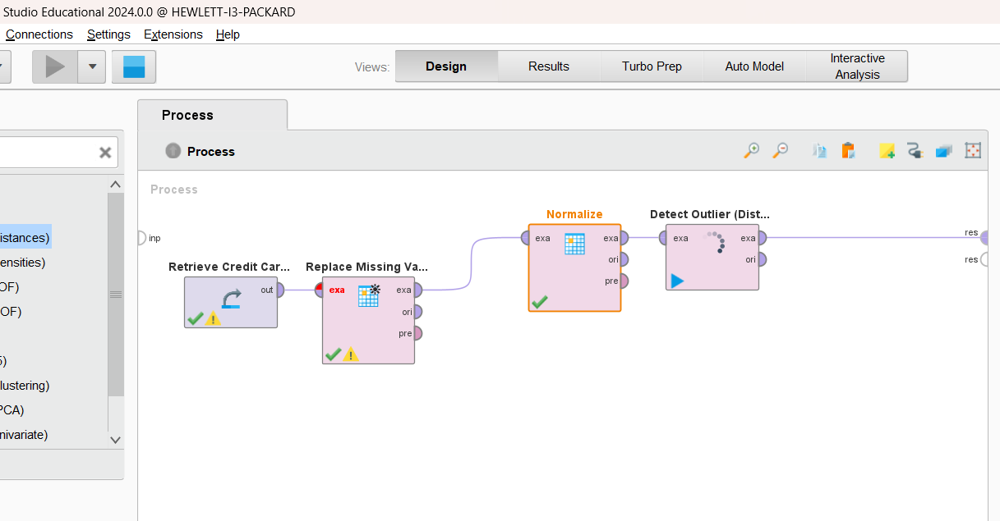 Studio Educational 2024.0.0 @ HEWLETT-I3-PACKARD
Connections Settings Extensions Help
Views: Design Results Turbo Prep Auto Model Interactive Analysis
Process
Process
Process
inp
Retrieve Credit Car...
out
Replace Missing Va...
exa exa
ori
pre
Normalize
exa exa
ori
pre
Detect Outlier (Dist...
exa exa
ori
res
res
istances)
ensities)
OF)
OF)
5)
lustering)
PCA)
nivariate)